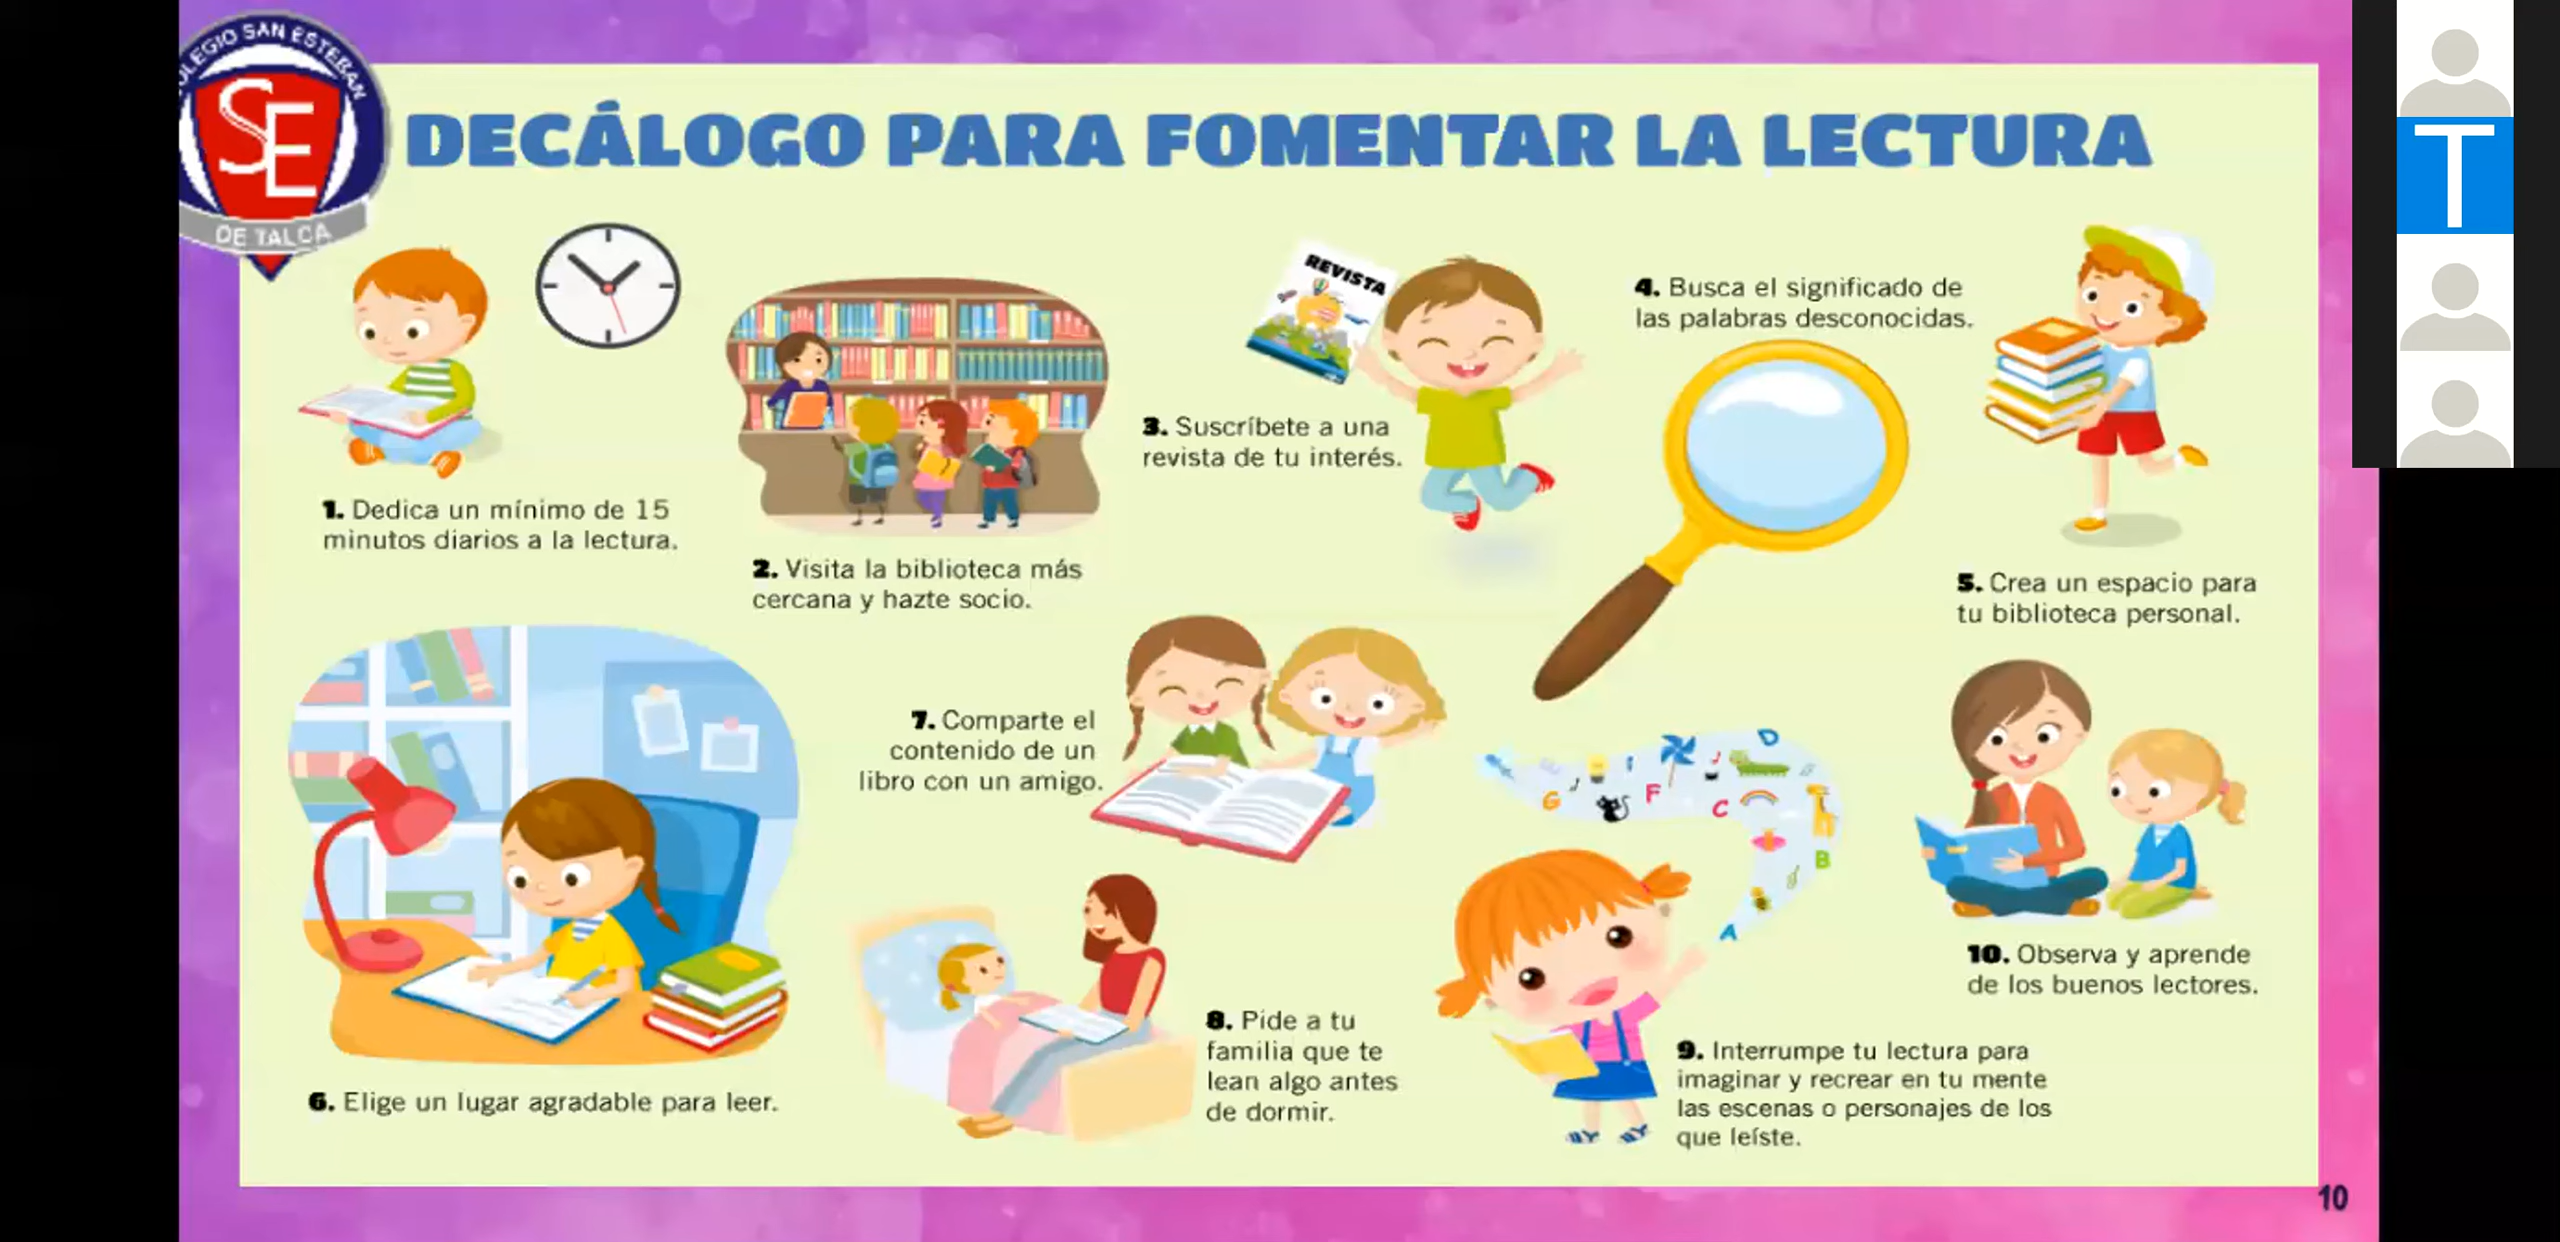 COLEGIO SAN ESTEBAN
SE
DE TALCA
DECÁLOGO PARA FOMENTAR LA LECTURA
1. Dedica un mínimo de 15
minutos diarios a la lectura.
2. Visita la biblioteca más
cercana y hazte socio.
REVISTA
3. Suscríbete a una
revista de tu interés.
4. Busca el significado de
las palabras desconocidas.
5. Crea un espacio para
tu biblioteca personal.
6. Elige un lugar agradable para leer.
7. Comparte el
contenido de un
libro con un amigo.
8. Pide a tu
familia que te
lean algo antes
de dormir.
D
G
F
C
B
A
9. Interrumpe tu lectura para
imaginar y recrear en tu mente
las escenas o personajes de los
que leíste.
10. Observa y aprende
de los buenos lectores.
10
T